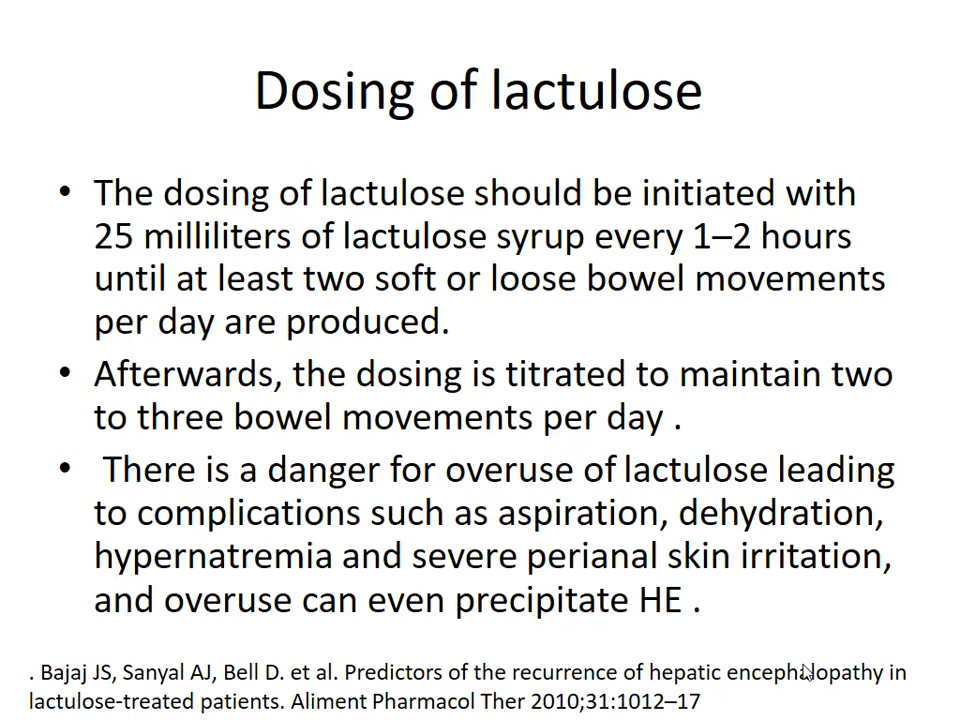 Dosing of lactulose
• The dosing of lactulose should be initiated with
25 milliliters of lactulose syrup every 1–2 hours
until at least two soft or loose bowel movements
per day are produced.
• Afterwards, the dosing is titrated to maintain two
to three bowel movements per day .
• There is a danger for overuse of lactulose leading
to complications such as aspiration, dehydration,
hypernatremia and severe perianal skin irritation,
and overuse can even precipitate HE .
. Bajaj JS, Sanyal AJ, Bell D. et al. Predictors of the recurrence of hepatic encephalopathy in
lactulose-treated patients. Aliment Pharmacol Ther 2010;31:1012–17